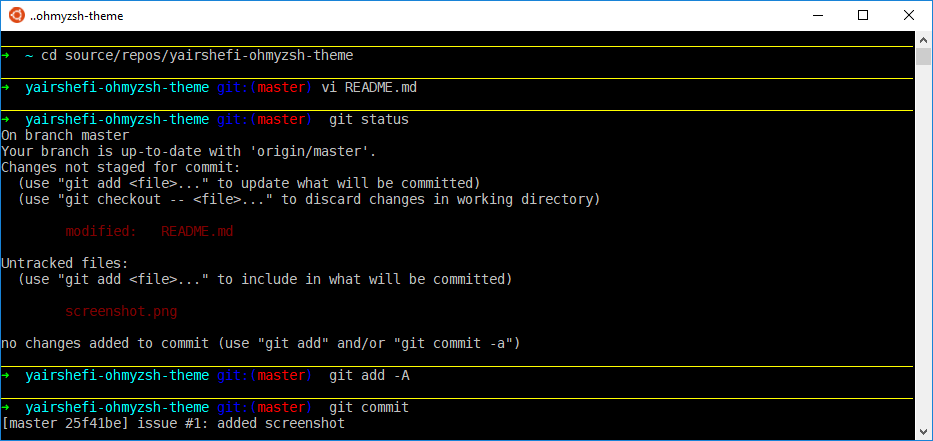 ..ohmyzsh-theme
➜ ~ cd source/repos/yairshefi-ohmyzsh-theme
➜ yairshefi-ohmyzsh-theme git:(master) vi README.md
➜ yairshefi-ohmyzsh-theme git:(master) git status
On branch master
Your branch is up-to-date with 'origin/master'.
Changes not staged for commit:
(use "git add <file>..." to update what will be committed)
(use "git checkout -- <file>..." to discard changes in working directory)
modified: README.md
Untracked files:
(use "git add <file>..." to include in what will be committed)
screenshot.png
no changes added to commit (use "git add" and/or "git commit -a")
➜ yairshefi-ohmyzsh-theme git:(master) git add -A
➜ yairshefi-ohmyzsh-theme git:(master) git commit
[master 25f41be] issue #1: added screenshot